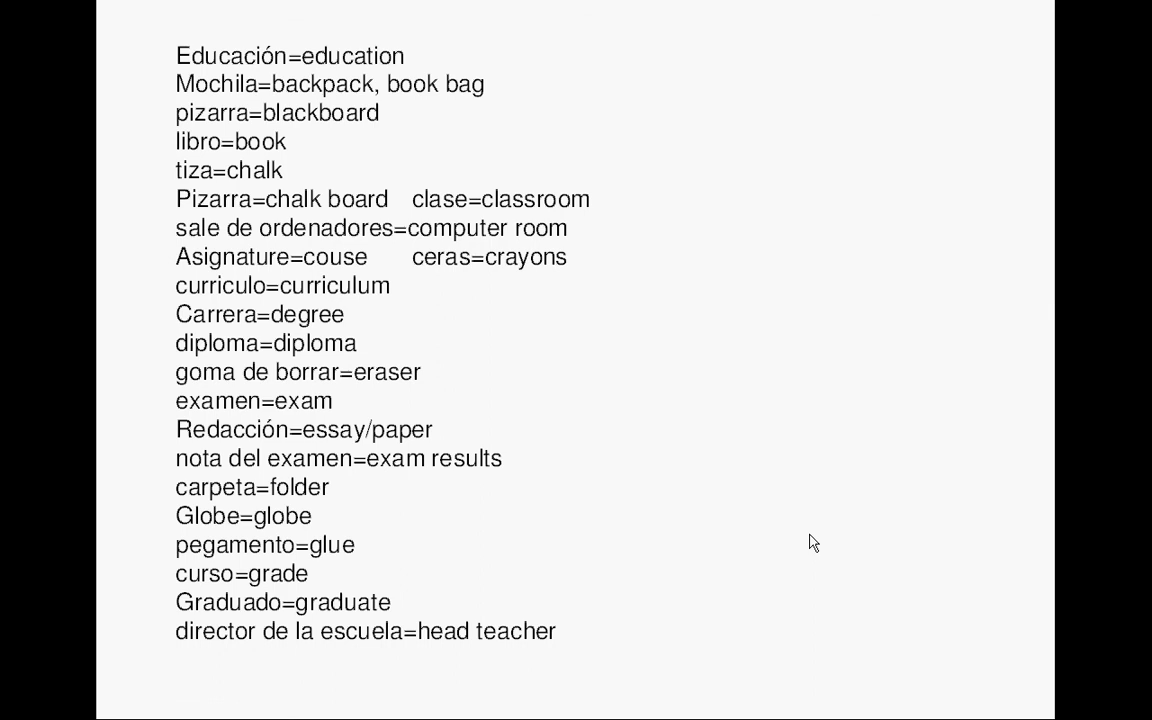 Educación=education
Mochila=backpack, book bag
pizarra=blackboard
libro=book
tiza=chalk
Pizarra=chalk board clase=classroom
sale de ordenadores=computer room
Asignature=couse ceras=crayons
curriculo=curriculum
Carrera=degree
diploma=diploma
goma de borrar=eraser
examen=exam
Redacción=essay/paper
nota del examen=exam results
carpeta=folder
Globe=globe
pegamento=glue
curso=grade
Graduado=graduate
director de la escuela=head teacher